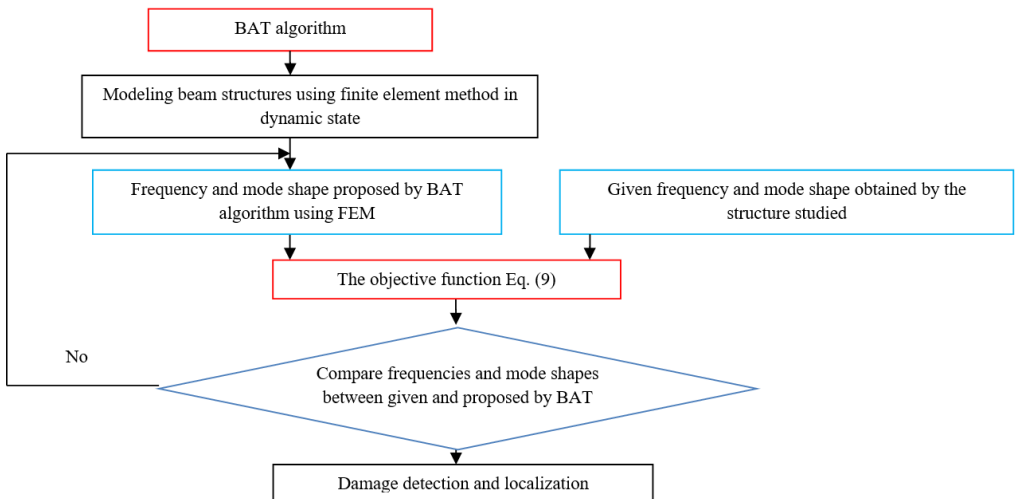 BAT algorithm
Modeling beam structures using finite element method in
dynamic state
Frequency and mode shape proposed by BAT
algorithm using FEM
Given frequency and mode shape obtained by the
structure studied
The objective function Eq. (9)
No
Compare frequencies and mode shapes
between given and proposed by BAT
Damage detection and localization